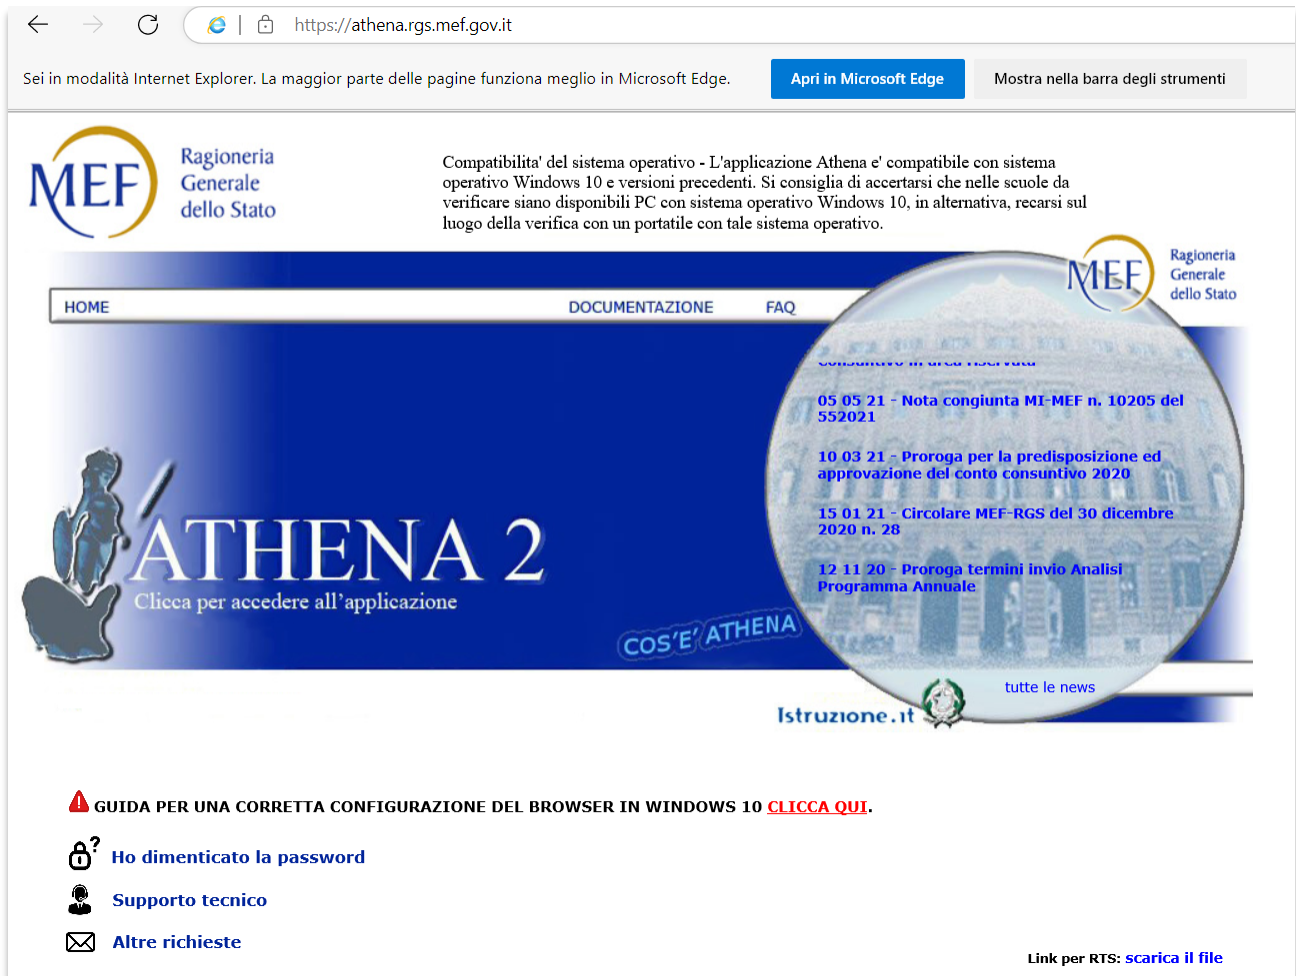 https://athena.rgs.mef.gov.it
Sei in modalità Internet Explorer. La maggior parte delle pagine funziona meglio in Microsoft Edge.
Apri in Microsoft Edge
Mostra nella barra degli strumenti
MEF
Ragioneria
Generale
dello Stato
Compatibilita' del sistema operativo - L'applicazione Athena e' compatibile con sistema
operativo Windows 10 e versioni precedenti. Si consiglia di accertarsi che nelle scuole da
verificare siano disponibili PC con sistema operativo Windows 10, in alternativa, recarsi sul
luogo della verifica con un portatile con tale sistema operativo.
MEF
Ragioneria
Generale
dello Stato
HOME
DOCUMENTAZIONE
FAQ
Consuntivo in area riservata
05 05 21 - Nota congiunta MI-MEF n. 10205 del
552021
10 03 21 - Proroga per la predisposizione ed
approvazione del conto consuntivo 2020
15 01 21 - Circolare MEF-RGS del 30 dicembre
2020 n. 28
12 11 20 - Proroga termini invio Analisi
Programma Annuale
ATHENA 2
Clicca per accedere all'applicazione
COS'E' ATHENA
tutte le news
Istruzione.it
GUIDA PER UNA CORRETTA CONFIGURAZIONE DEL BROWSER IN WINDOWS 10 CLICCA QUI.
Ho dimenticato la password
Supporto tecnico
Altre richieste
Link per RTS: scarica il file